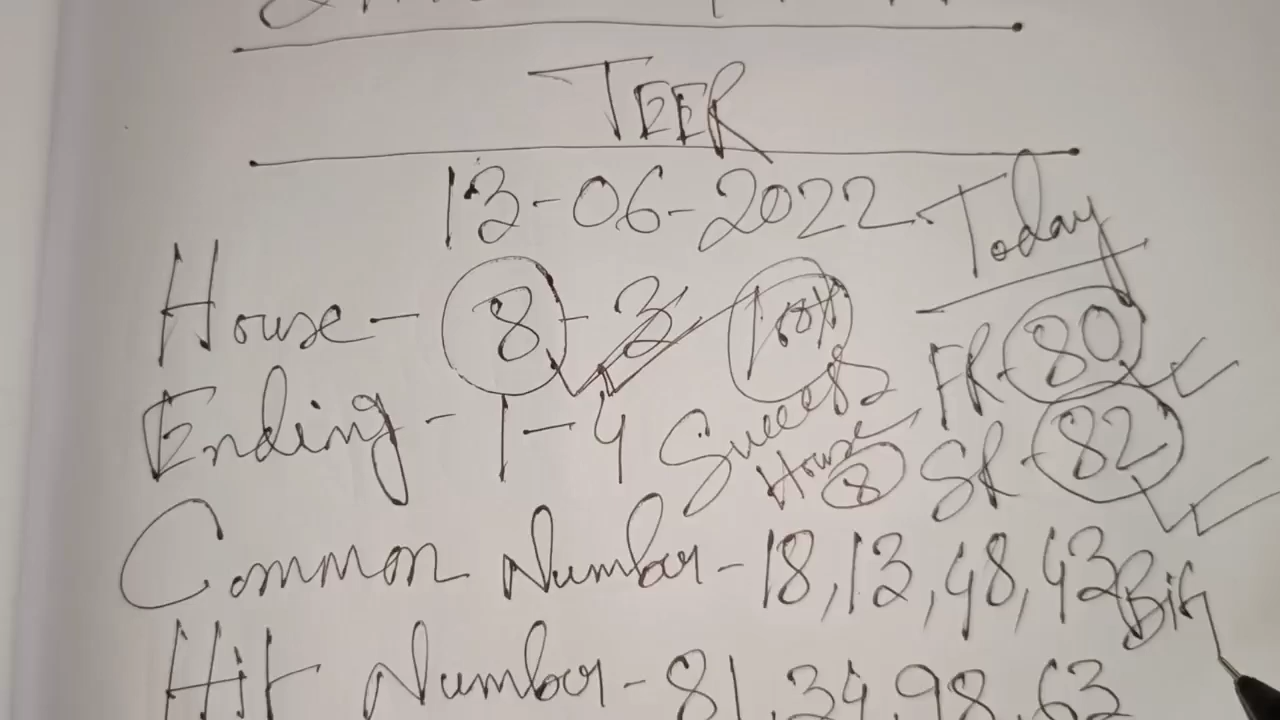 TEER
13-06-2022 Today
House - 8 - 3 100% FR - 80
Ending - 1 - 4 Success House 8 SR - 82
Common Number - 18, 13, 48, 43
Hit Number - 81, 34, 98, 63